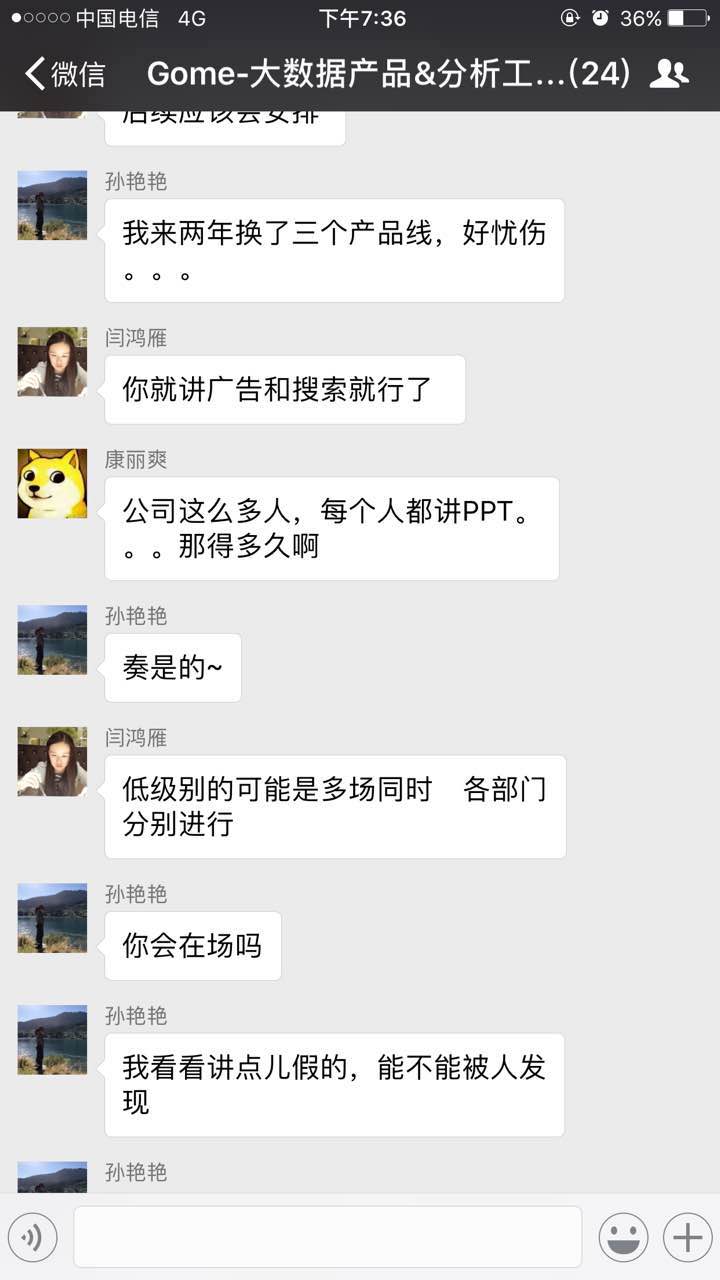 中国电信 4G 下午7:36 36%
微信 Gome-大数据产品&分析工...(24)
后续应该会安排
孙艳艳
我来两年换了三个产品线，好忧伤
。。。
闫鸿雁
你就讲广告和搜索就行了
康丽爽
公司这么多人，每个人都讲PPT。
。。那得多久啊
孙艳艳
奏是的~
闫鸿雁
低级别的可能是多场同时 各部门
分别进行
孙艳艳
你会在场吗
孙艳艳
我看看讲点儿假的，能不能被人发
现
孙艳艳